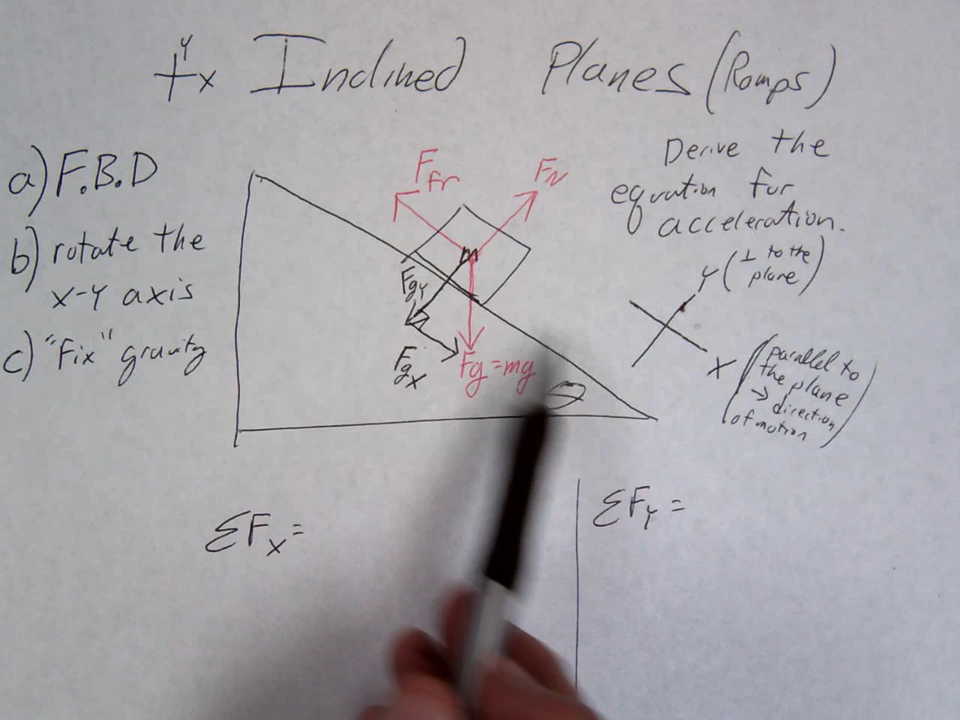 y
x Inclined Planes (Ramps)
a) F.B.D
b) rotate the
x-y axis
c) "Fix" gravity
Derive the
equation for
acceleration.
Ffr
FN
m
Fgy
Fgx
Fg=mg
θ
y (⊥ to the
plane)
x (parallel to
the plane
→ direction
of motion)
ΣFx=
ΣFy=